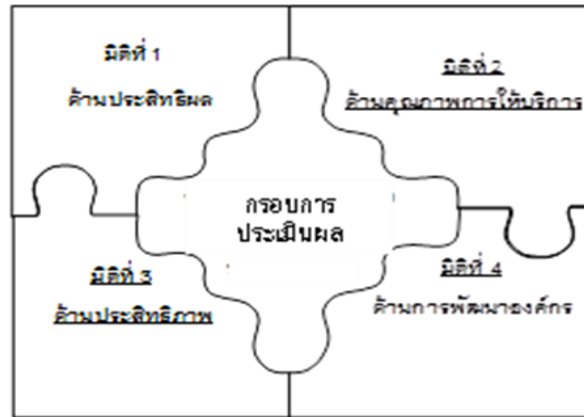 มิติที่ 1
ด้านประสิทธิผล
มิติที่ 2
ด้านคุณภาพการให้บริการ
กรอบการ
ประเมินผล
มิติที่ 3
ด้านประสิทธิภาพ
มิติที่ 4
ด้านการพัฒนาองค์กร